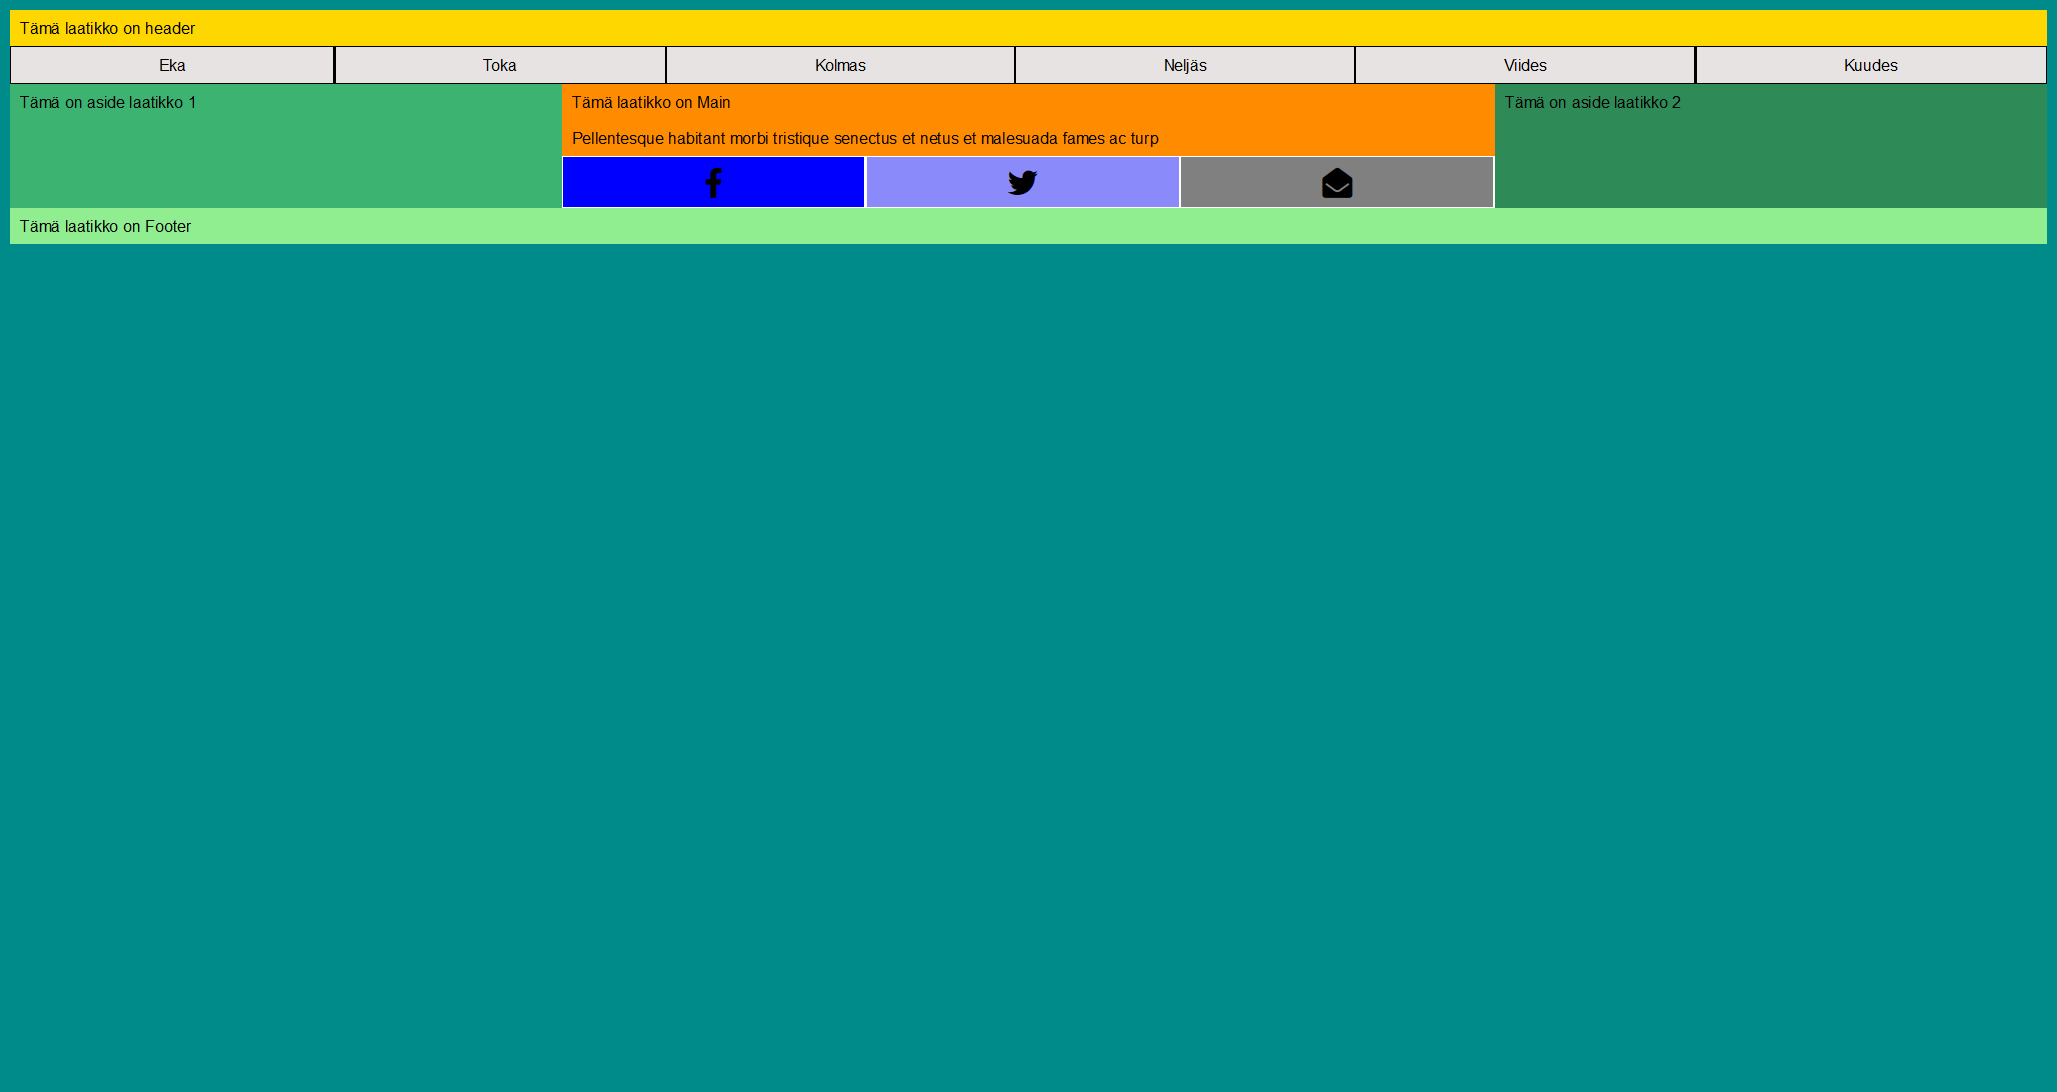 Tämä laatikko on header
Eka Toka Kolmas Neljäs Viides Kuudes
Tämä on aside laatikko 1
Tämä laatikko on Main
Pellentesque habitant morbi tristique senectus et netus et malesuada fames ac turp
Tämä on aside laatikko 2
Tämä laatikko on Footer